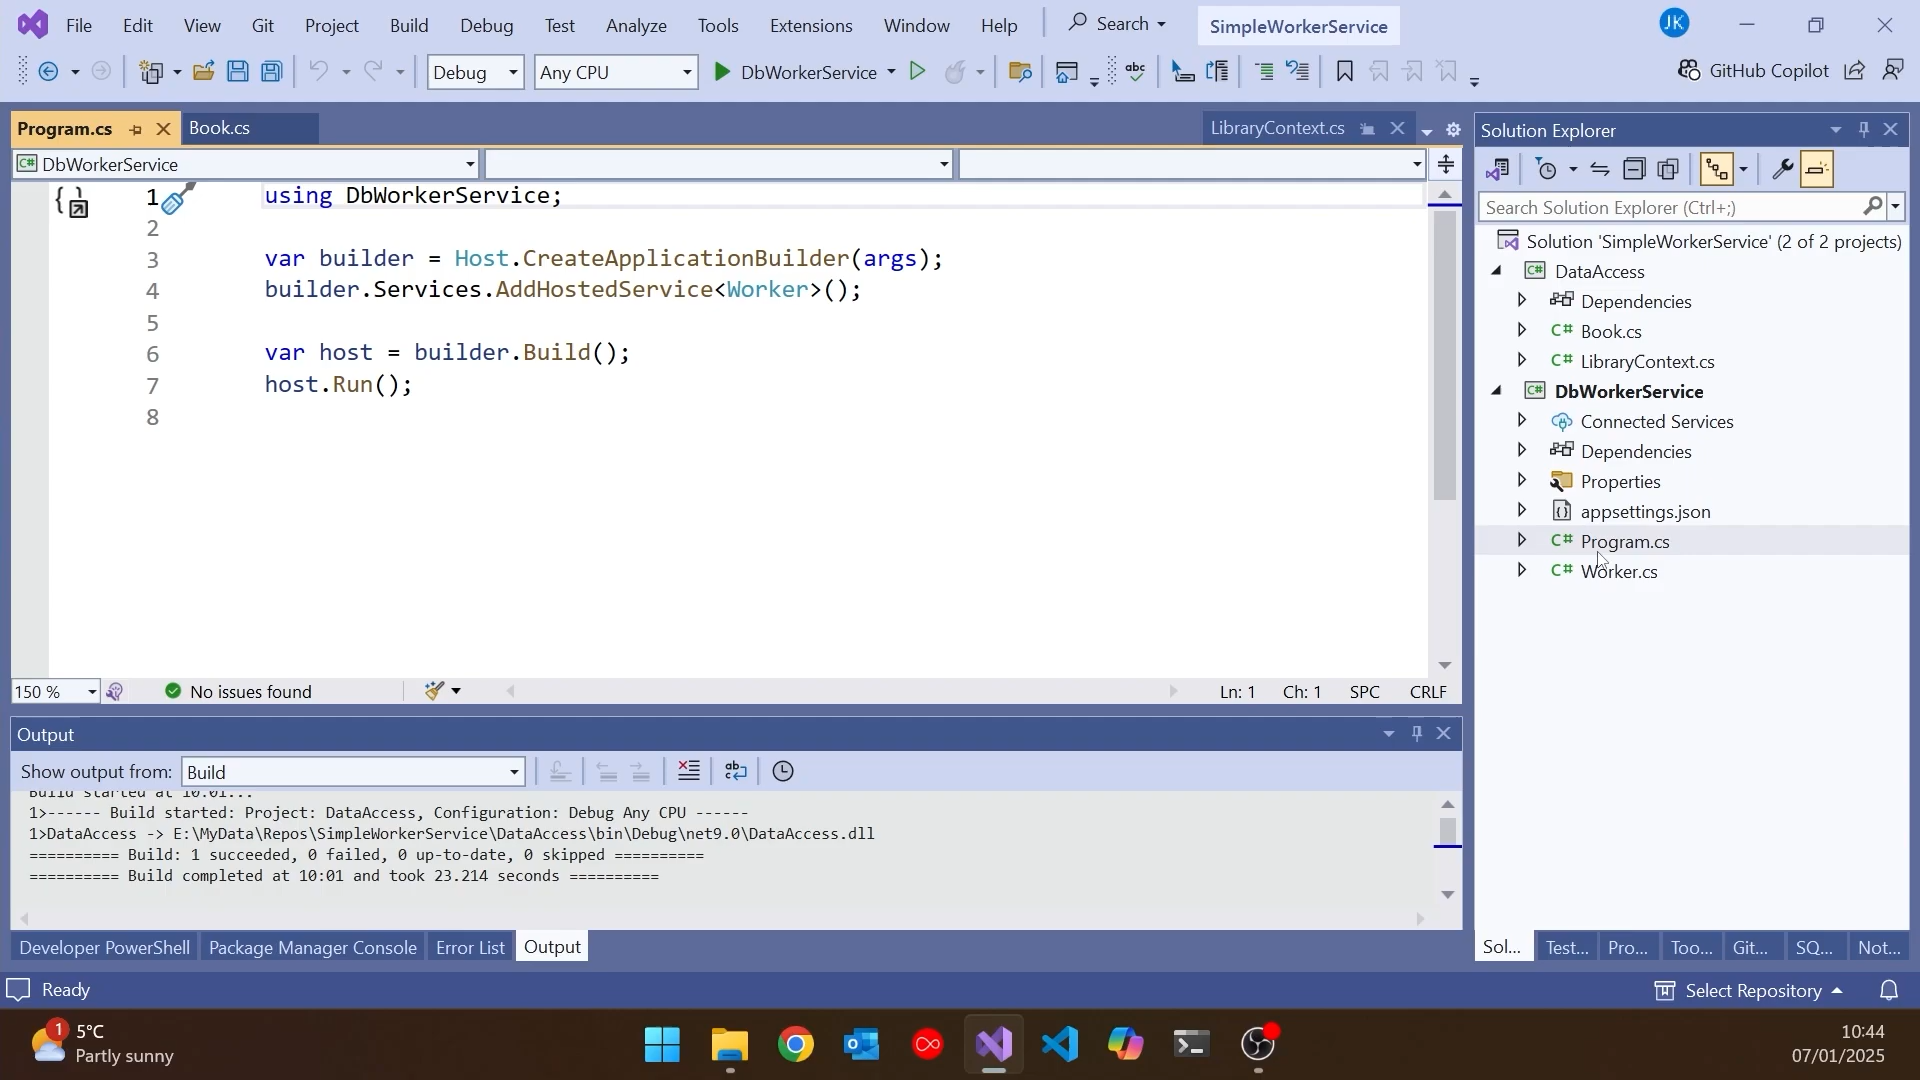 File Edit View Git Project Build Debug Test Analyze Tools Extensions Window Help Search SimpleWorkerService JK
Debug Any CPU DbWorkerService GitHub Copilot
Program.cs Book.cs LibraryContext.cs
DbWorkerService
1 using DbWorkerService;
2
3 var builder = Host.CreateApplicationBuilder(args);
4 builder.Services.AddHostedService<Worker>();
5
6 var host = builder.Build();
7 host.Run();
8
150 % No issues found Ln: 1 Ch: 1 SPC CRLF
Output
Show output from: Build
Build started at 10:01...
1>------ Build started: Project: DataAccess, Configuration: Debug Any CPU ------
1>DataAccess -> E:\MyData\Repos\SimpleWorkerService\DataAccess\bin\Debug\net9.0\DataAccess.dll
========== Build: 1 succeeded, 0 failed, 0 up-to-date, 0 skipped ==========
========== Build completed at 10:01 and took 23.214 seconds ==========
Developer PowerShell Package Manager Console Error List Output
Solution Explorer
Search Solution Explorer (Ctrl+;)
Solution 'SimpleWorkerService' (2 of 2 projects)
C# DataAccess
Dependencies
C# Book.cs
C# LibraryContext.cs
C# DbWorkerService
Connected Services
Dependencies
Properties
appsettings.json
C# Program.cs
C# Worker.cs
Sol... Test... Pro... Too... Git... SQ... Not...
Ready Select Repository
1 5°C
Partly sunny
10:44
07/01/2025